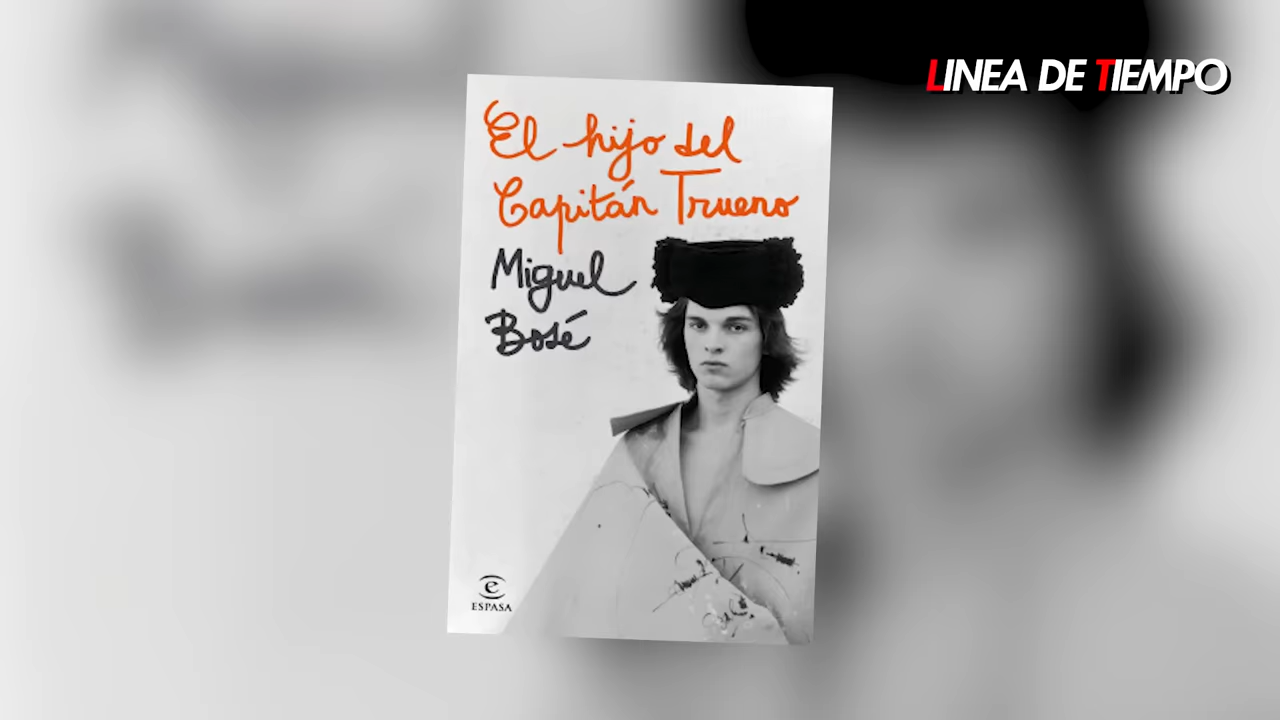 LINEA DE TIEMPO
El hijo del
Capitán Trueno
Miguel
Bosé
e
ESPASA